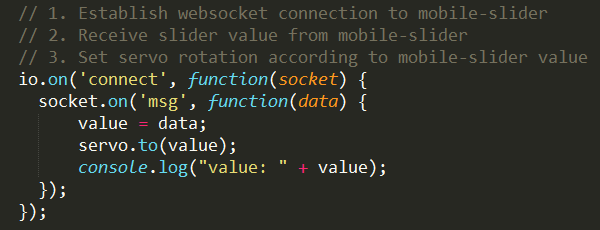 // 1. Establish websocket connection to mobile-slider
// 2. Receive slider value from mobile-slider
// 3. Set servo rotation according to mobile-slider value
io.on('connect', function(socket) {
  socket.on('msg', function(data) {
      value = data;
      servo.to(value);
      console.log("value: " + value);
  });
});